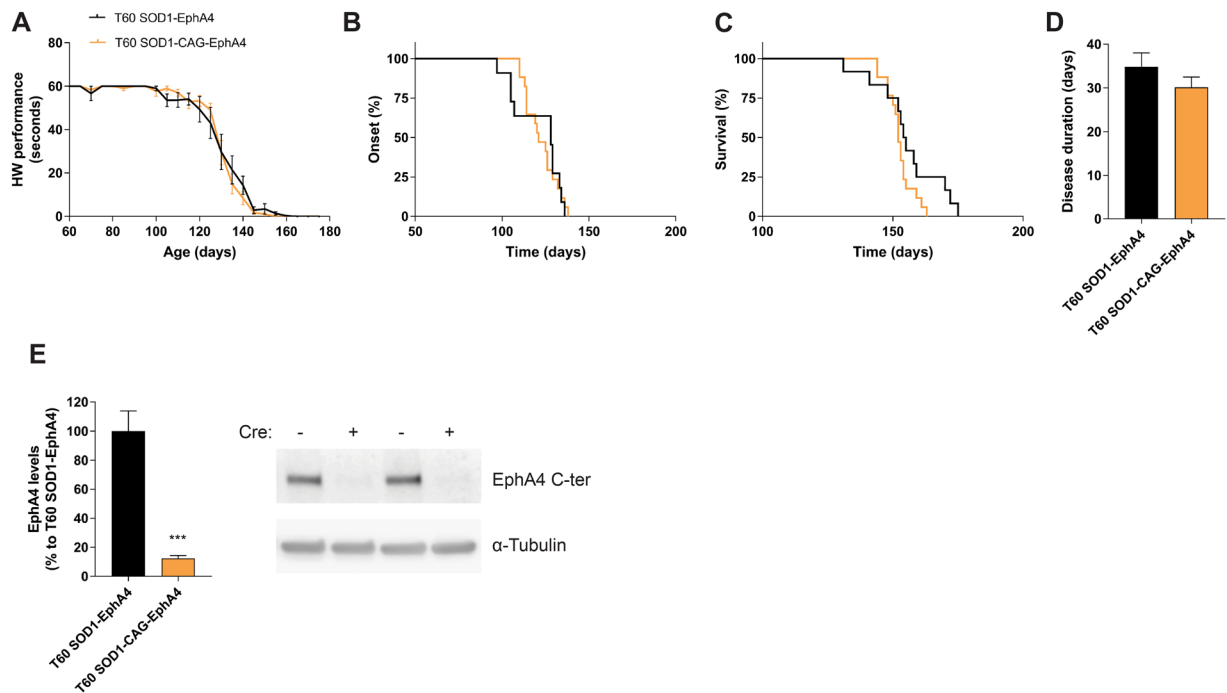 A
T60 SOD1-EphA4
T60 SOD1-CAG-EphA4
HW performance
(seconds)
80
60
40
20
0
60
80
100
120
140
160
180
Age (days)
B
Onset (%)
100
75
50
25
0
50
100
150
200
Time (days)
C
Survival (%)
100
75
50
25
0
100
150
200
Time (days)
D
Disease duration (days)
40
30
20
10
0
T60 SOD1-EphA4
T60 SOD1-CAG-EphA4
E
EphA4 levels
(% to T60 SOD1-EphA4)
120
100
80
60
40
20
0
***
T60 SOD1-EphA4
T60 SOD1-CAG-EphA4
Cre: - + - +
EphA4 C-ter
α-Tubulin